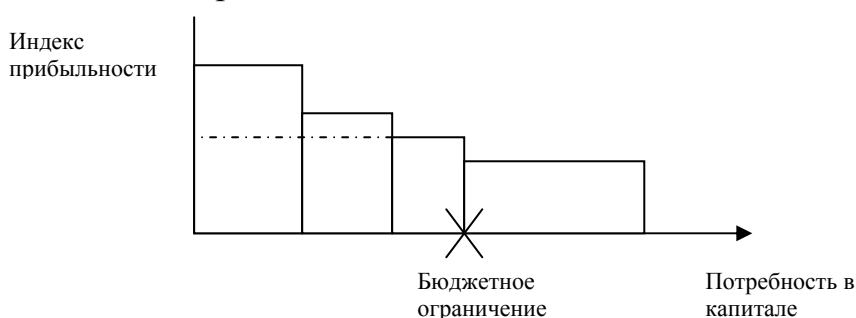 Индекс
прибыльности
Бюджетное
ограничение
Потребность в
капитале